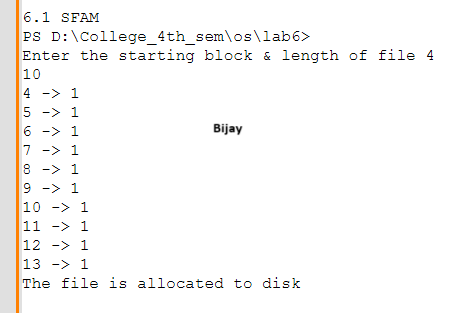 6.1 SFAM
PS D:\College_4th_sem\os\lab6>
Enter the starting block & length of file 4
10
4 -> 1
5 -> 1
6 -> 1
Bijay
7 -> 1
8 -> 1
9 -> 1
10 -> 1
11 -> 1
12 -> 1
13 -> 1
The file is allocated to disk